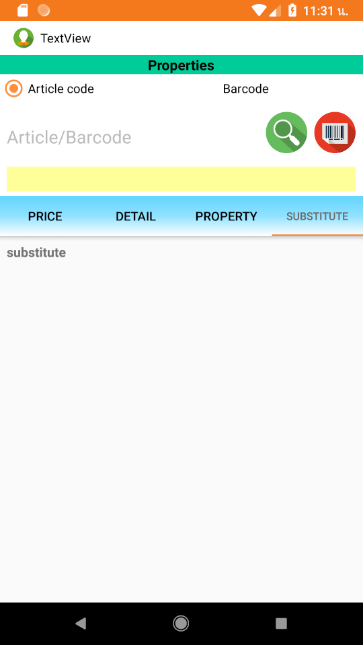 11:31 น.
TextView
Properties
Article code Barcode
Article/Barcode
PRICE DETAIL PROPERTY SUBSTITUTE
substitute